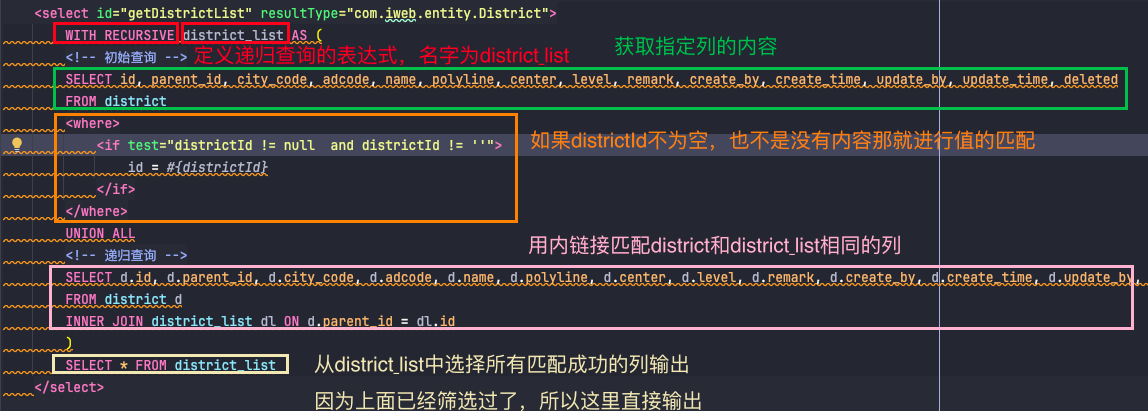 <select id="getDistrictList" resultType="com.iweb.entity.District">
WITH RECURSIVE district_list AS (
获取指定列的内容
<!-- 初始查询 --> 定义递归查询的表达式，名字为district_list
SELECT id, parent_id, city_code, adcode, name, polyline, center, level, remark, create_by, create_time, update_by, update_time, deleted
FROM district
<where>
<if test="districtId != null  and districtId != ''"> 如果districtId不为空，也不是没有内容那就进行值的匹配
id = #{districtId}
</if>
</where>
UNION ALL
用内链接匹配district和district_list相同的列
<!-- 递归查询 -->
SELECT d.id, d.parent_id, d.city_code, d.adcode, d.name, d.polyline, d.center, d.level, d.remark, d.create_by, d.create_time, d.update_by,
FROM district d
INNER JOIN district_list dl ON d.parent_id = dl.id
)
SELECT * FROM district_list 从district_list中选择所有匹配成功的列输出
</select>
因为上面已经筛选过了，所以这里直接输出